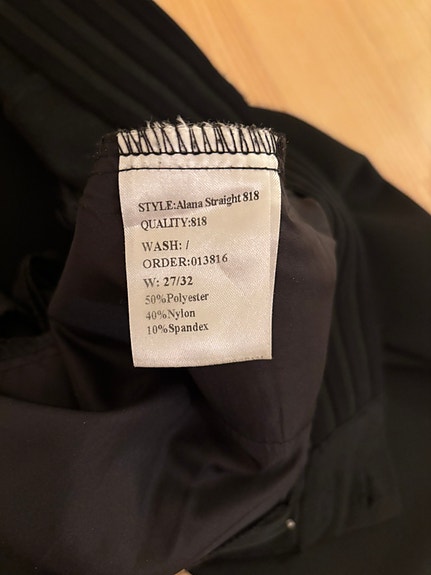 STYLE:Alana Straight 818
QUALITY:818
WASH: /
ORDER:013816
W: 27/32
50%Polyester
40%Nylon
10%Spandex